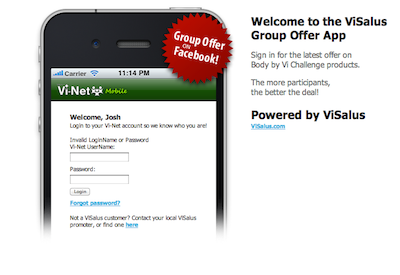 Group Offer
ON
Facebook!
Carrier
11:14 PM
Vi-Net Mobile
Welcome, Josh
Login to your Vi-Net account so we know who you are!
Invalid LoginName or Password
Vi-Net UserName:
Password:
Login
Forgot password?
Not a ViSalus customer? Contact your local ViSalus
promoter, or find one here
Welcome to the ViSalus
Group Offer App
Sign in for the latest offer on
Body by Vi Challenge products.
The more participants,
the better the deal!
Powered by ViSalus
ViSalus.com